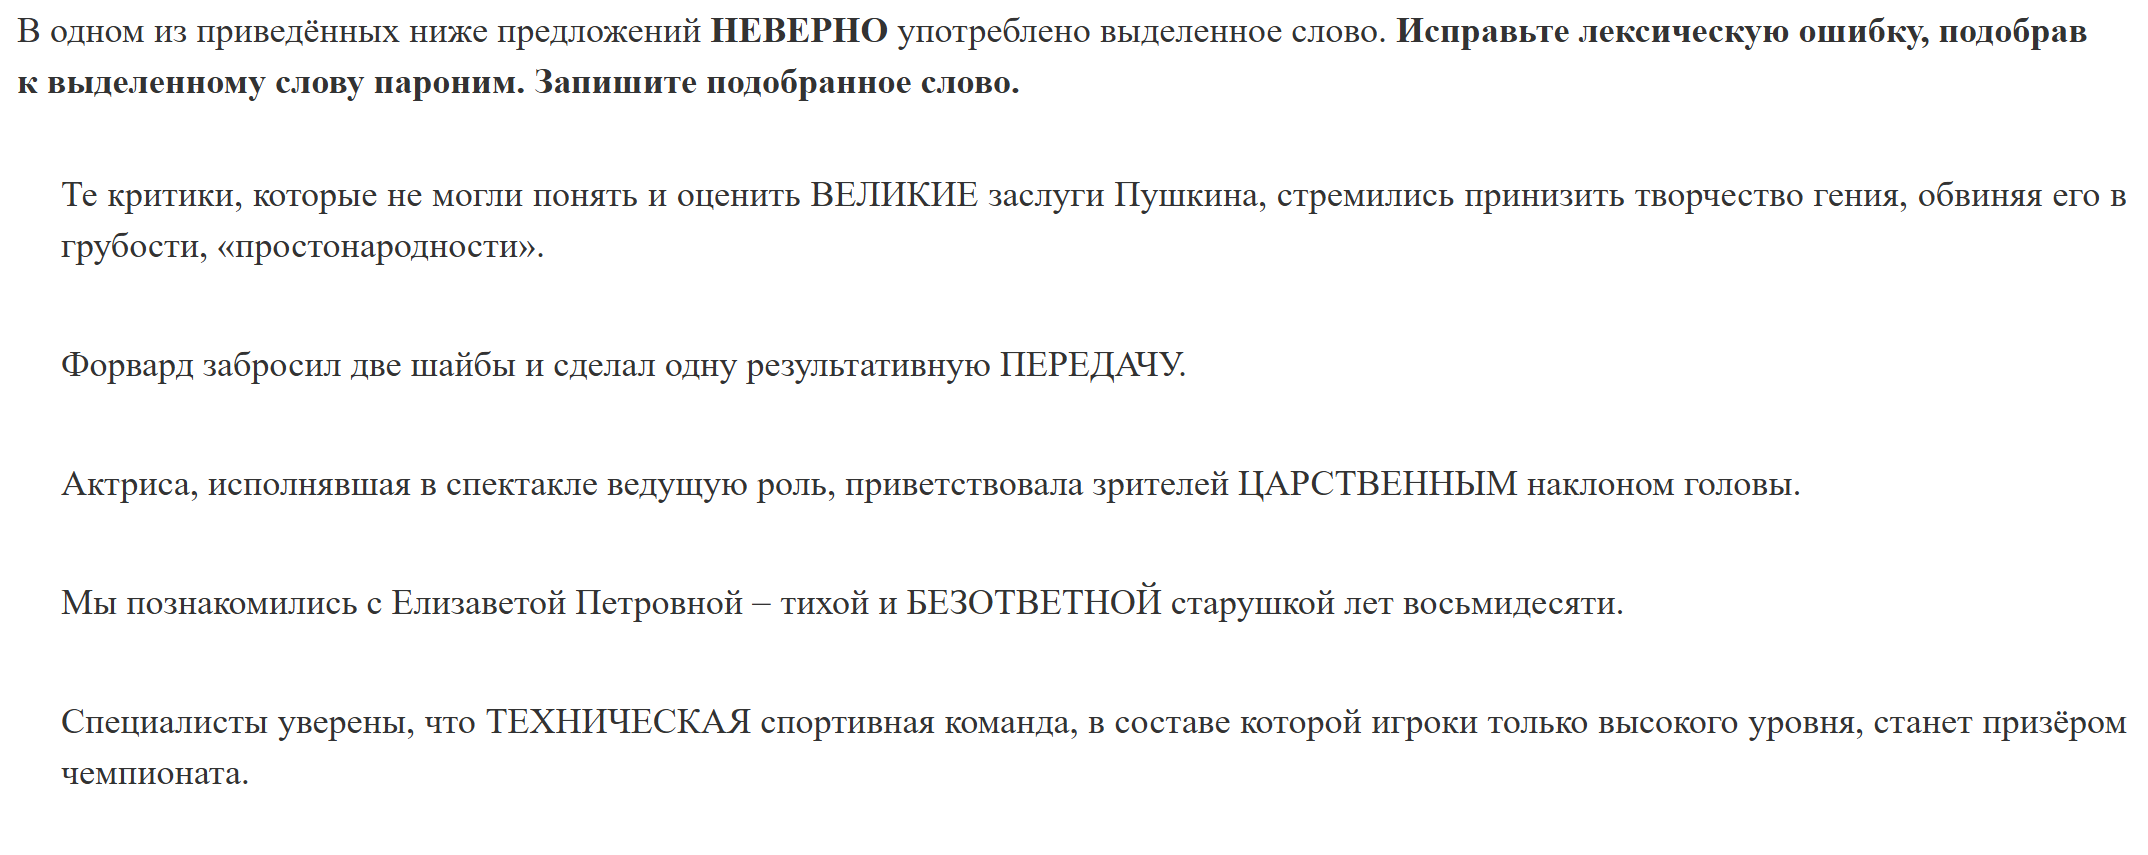 В одном из приведённых ниже предложений НЕВЕРНО употреблено выделенное слово. Исправьте лексическую ошибку, подобрав
к выделенному слову пароним. Запишите подобранное слово.
Те критики, которые не могли понять и оценить ВЕЛИКИЕ заслуги Пушкина, стремились принизить творчество гения, обвиняя его в
грубости, «простонародности».
Форвард забросил две шайбы и сделал одну результативную ПЕРЕДАЧУ.
Актриса, исполнявшая в спектакле ведущую роль, приветствовала зрителей ЦАРСТВЕННЫМ наклоном головы.
Мы познакомились с Елизаветой Петровной – тихой и БЕЗОТВЕТНОЙ старушкой лет восьмидесяти.
Специалисты уверены, что ТЕХНИЧЕСКАЯ спортивная команда, в составе которой игроки только высокого уровня, станет призёром
чемпионата.